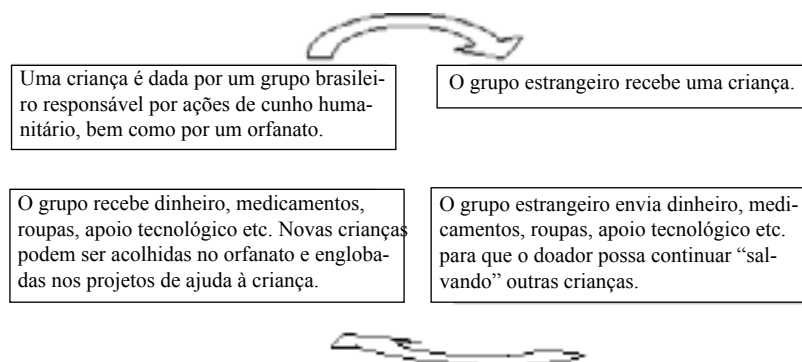 Uma criança é dada por um grupo brasilei-
ro responsável por ações de cunho huma-
nitário, bem como por um orfanato.
O grupo estrangeiro recebe uma criança.
O grupo recebe dinheiro, medicamentos,
roupas, apoio tecnológico etc. Novas crianças
podem ser acolhidas no orfanato e engloba-
das nos projetos de ajuda à criança.
O grupo estrangeiro envia dinheiro, medi-
camentos, roupas, apoio tecnológico etc.
para que o doador possa continuar “sal-
vando” outras crianças.